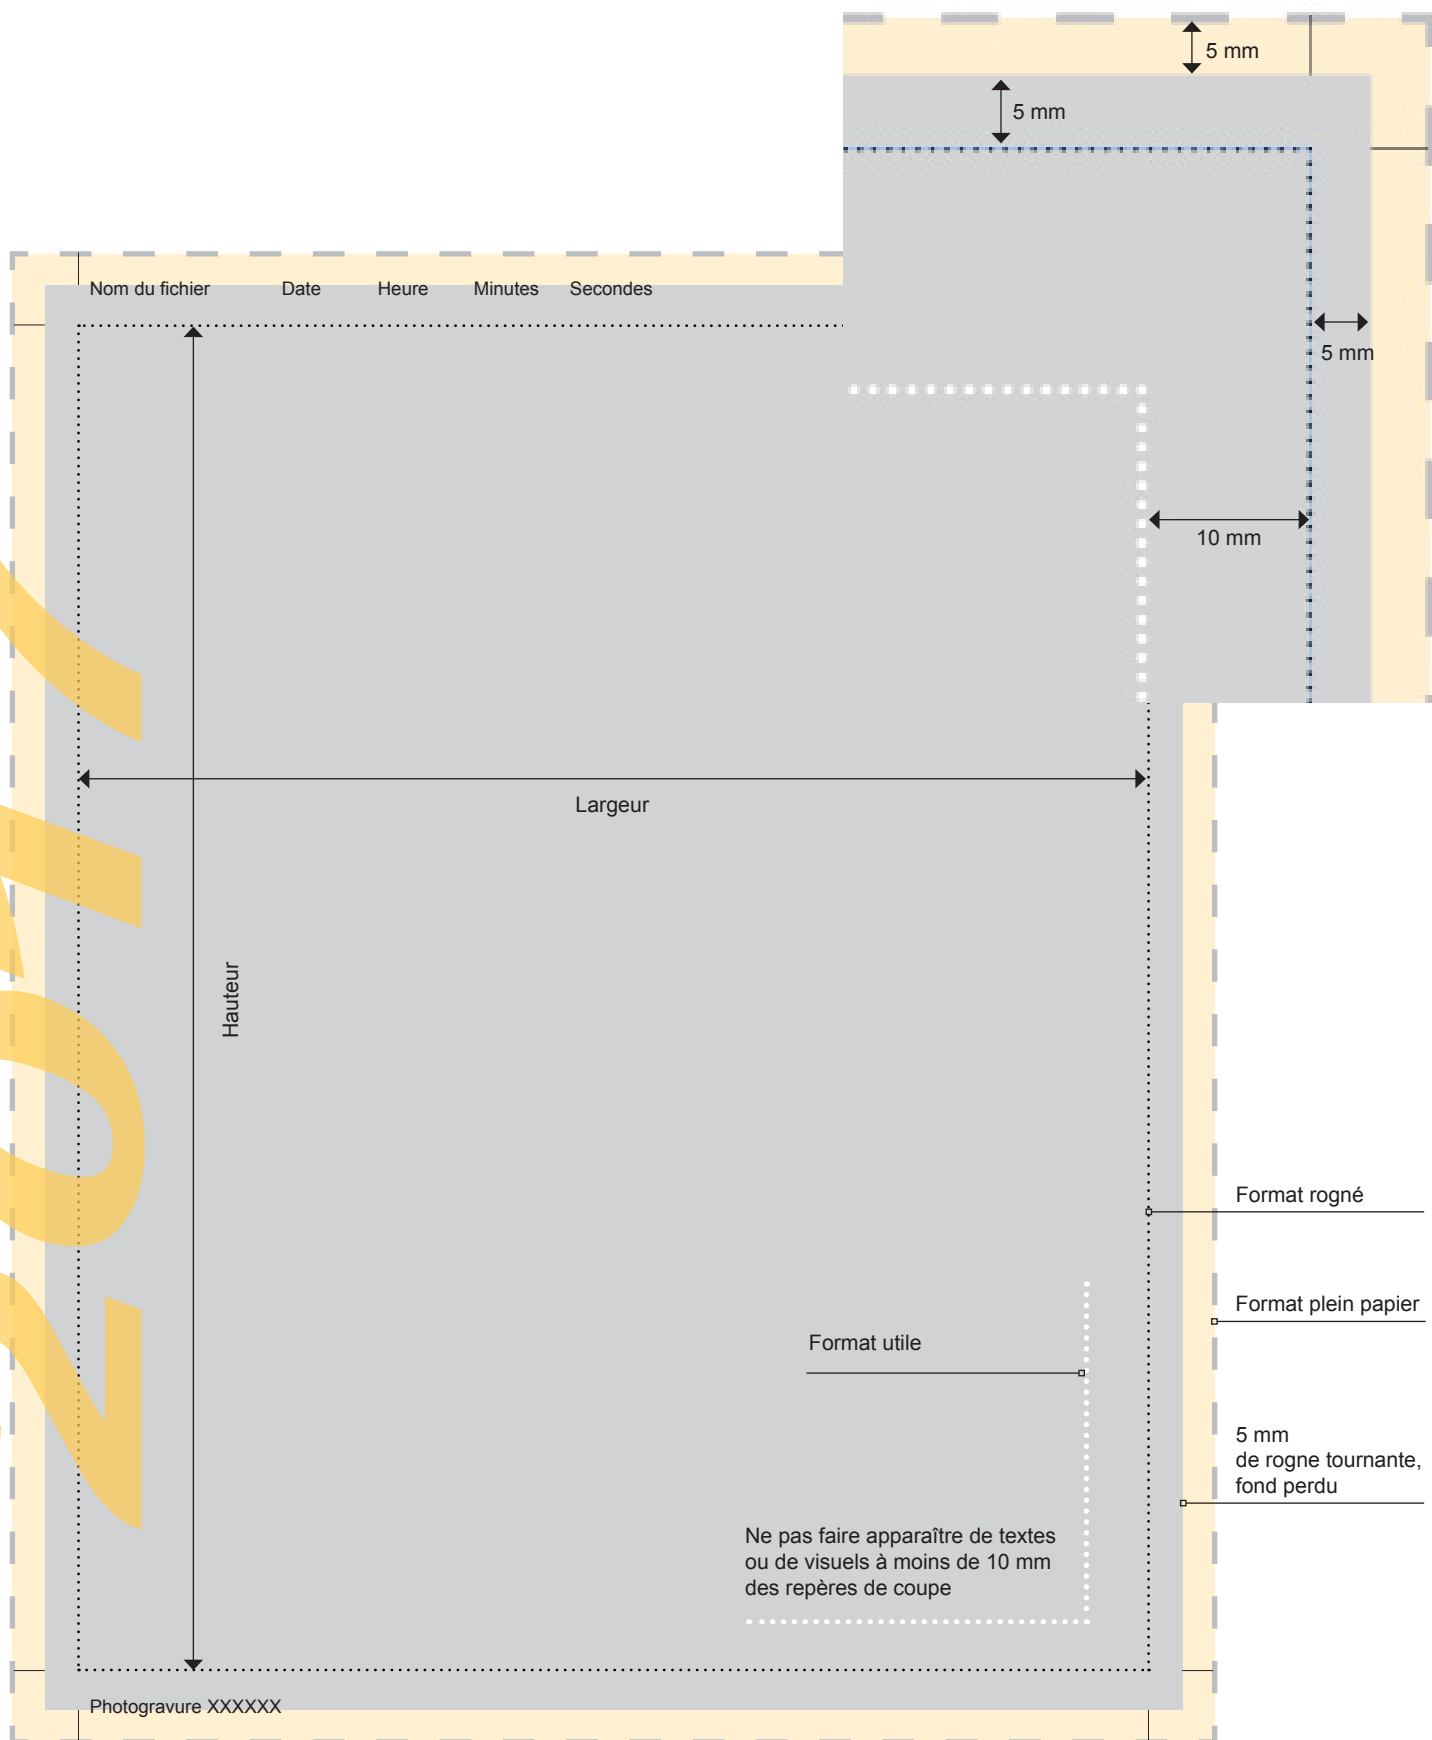 5 mm
5 mm
Nom du fichier Date Heure Minutes Secondes
5 mm
10 mm
Largeur
Hauteur
Format rogné
Format plein papier
Format utile
5 mm
de rogne tournante,
fond perdu
Ne pas faire apparaître de textes
ou de visuels à moins de 10 mm
des repères de coupe
Photogravure XXXXXX